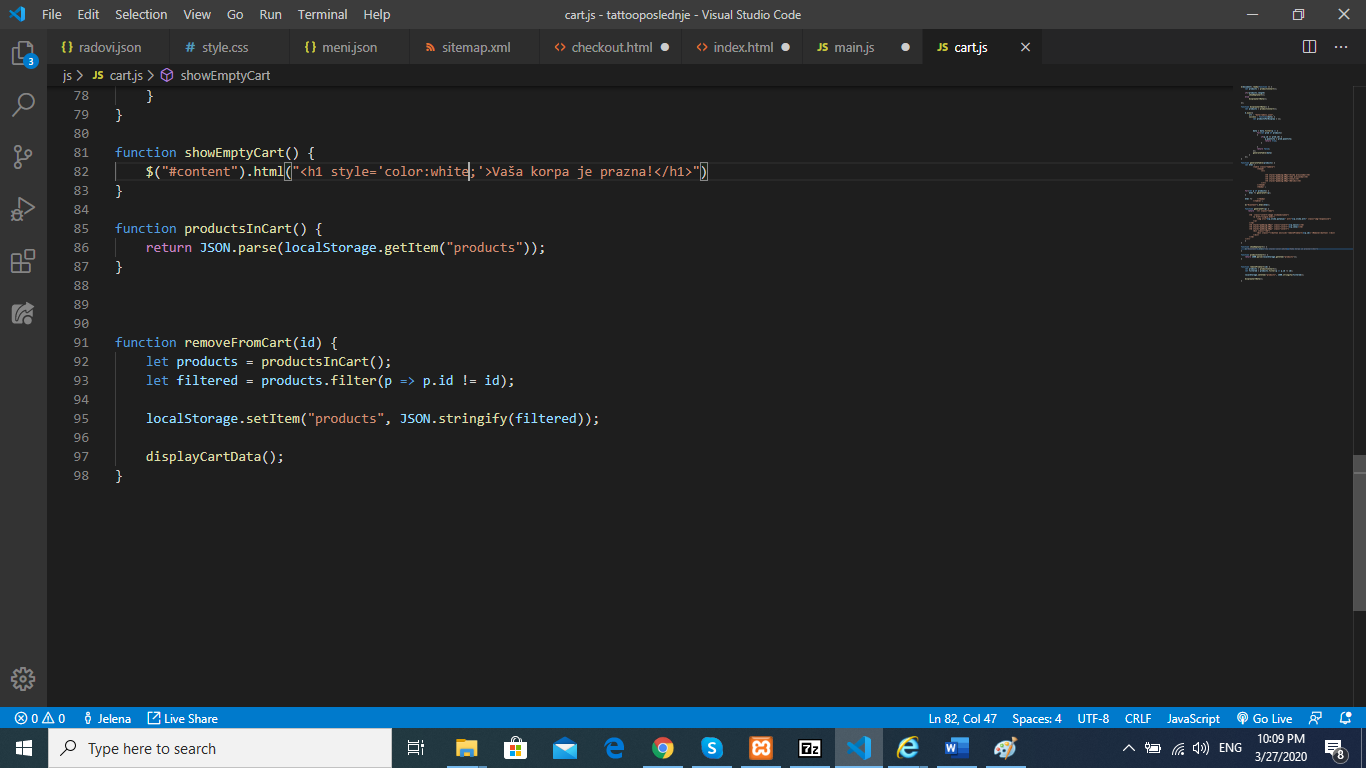 File Edit Selection View Go Run Terminal Help cart.js - tattooposlednje - Visual Studio Code
{} radovi.json # style.css {} meni.json sitemap.xml <> checkout.html <> index.html JS main.js JS cart.js
3
js > JS cart.js > showEmptyCart
78 }
79 }
80
81 function showEmptyCart() {
82 $("#content").html("<h1 style='color:white;'>Vaša korpa je prazna!</h1>")
83 }
84
85 function productsInCart() {
86 return JSON.parse(localStorage.getItem("products"));
87 }
88
89
90
91 function removeFromCart(id) {
92 let products = productsInCart();
93 let filtered = products.filter(p => p.id != id);
94
95 localStorage.setItem("products", JSON.stringify(filtered));
96
97 displayCartData();
98 }
0 0 Jelena Live Share Ln 82, Col 47 Spaces: 4 UTF-8 CRLF JavaScript Go Live
Type here to search 7z ENG 10:09 PM
3/27/2020 8